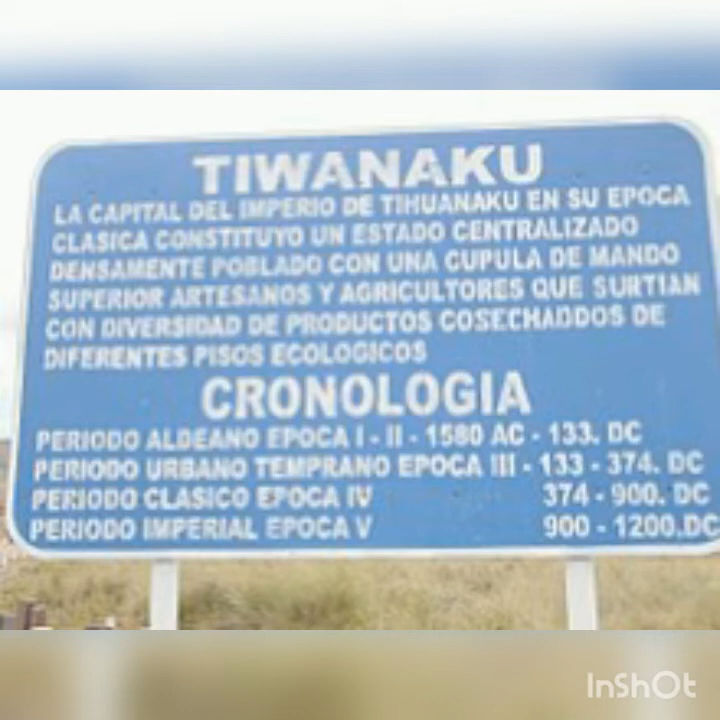 TIWANAKU
LA CAPITAL DEL IMPERIO DE TIHUANAKU EN SU EPOCA
CLASICA CONSTITUYO UN ESTADO CENTRALIZADO
DENSAMENTE POBLADO CON UNA CUPULA DE MANDO
SUPERIOR ARTESANOS Y AGRICULTORES QUE SURTIAN
CON DIVERSIDAD DE PRODUCTOS COSECHADDOS DE
DIFERENTES PISOS ECOLOGICOS
CRONOLOGIA
PERIODO ALDEANO EPOCA I - II - 1580 AC - 133. DC
PERIODO URBANO TEMPRANO EPOCA III - 133 - 374. DC
PERIODO CLASICO EPOCA IV 374 - 900. DC
PERIODO IMPERIAL EPOCA V 900 - 1200.DC
InShOt